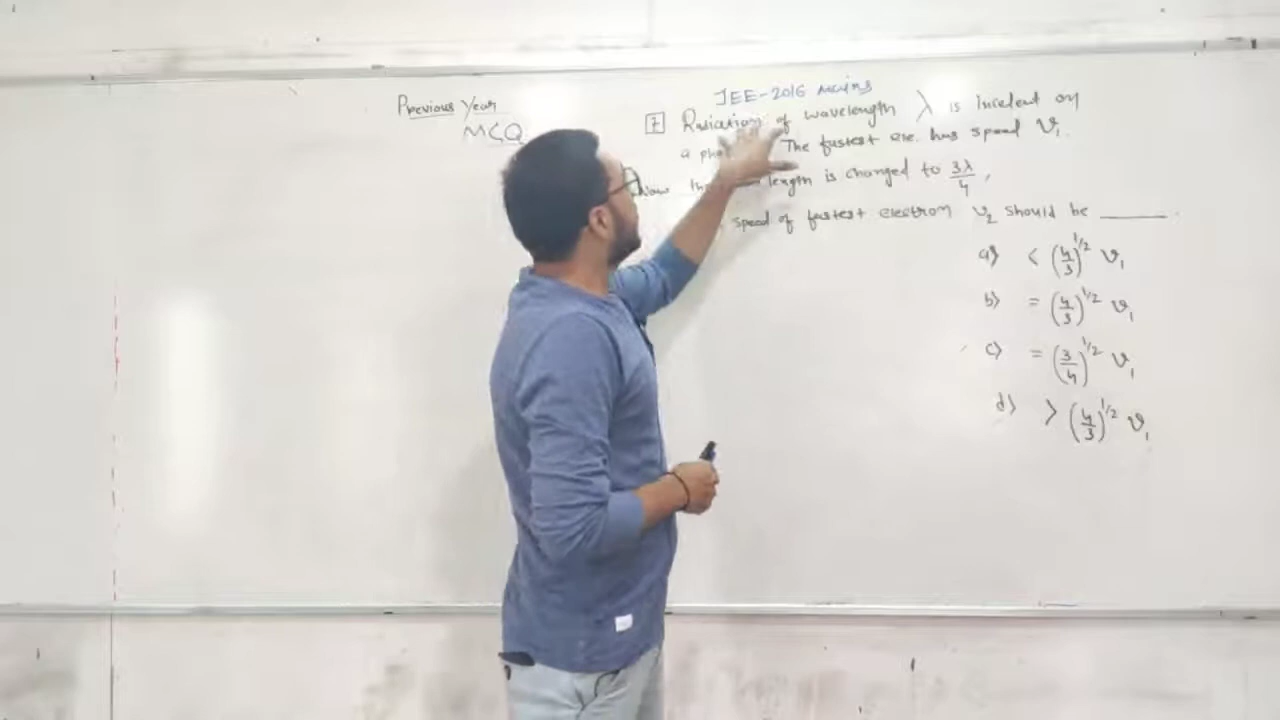 Previous Year
MCQ
JEE-2016 Mains
7 Radiation of wavelength λ is incident on
a The fastest ele. has speed v₁.
Now length is changed to 3λ/4,
speed of fastest electron v₂ should be ______.
a) < (4/3)^1/2 v₁
b) = (4/3)^1/2 v₁
c) = (3/4)^1/2 v₁
d) > (4/3)^1/2 v₁